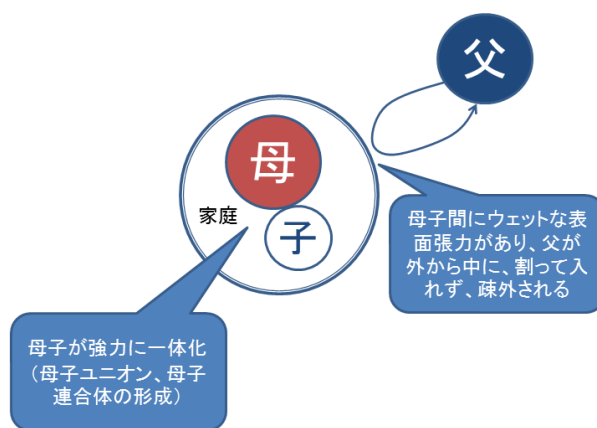 父
母
家庭
子
母子間にウェットな表
面張力があり、父が
外から中に、割って入
れず、疎外される
母子が強力に一体化
(母子ユニオン、母子
連合体の形成)